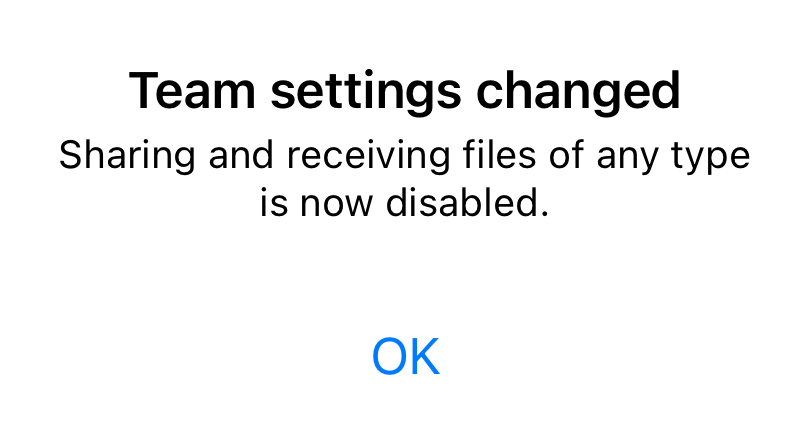 Team settings changed
Sharing and receiving files of any type
is now disabled.
OK